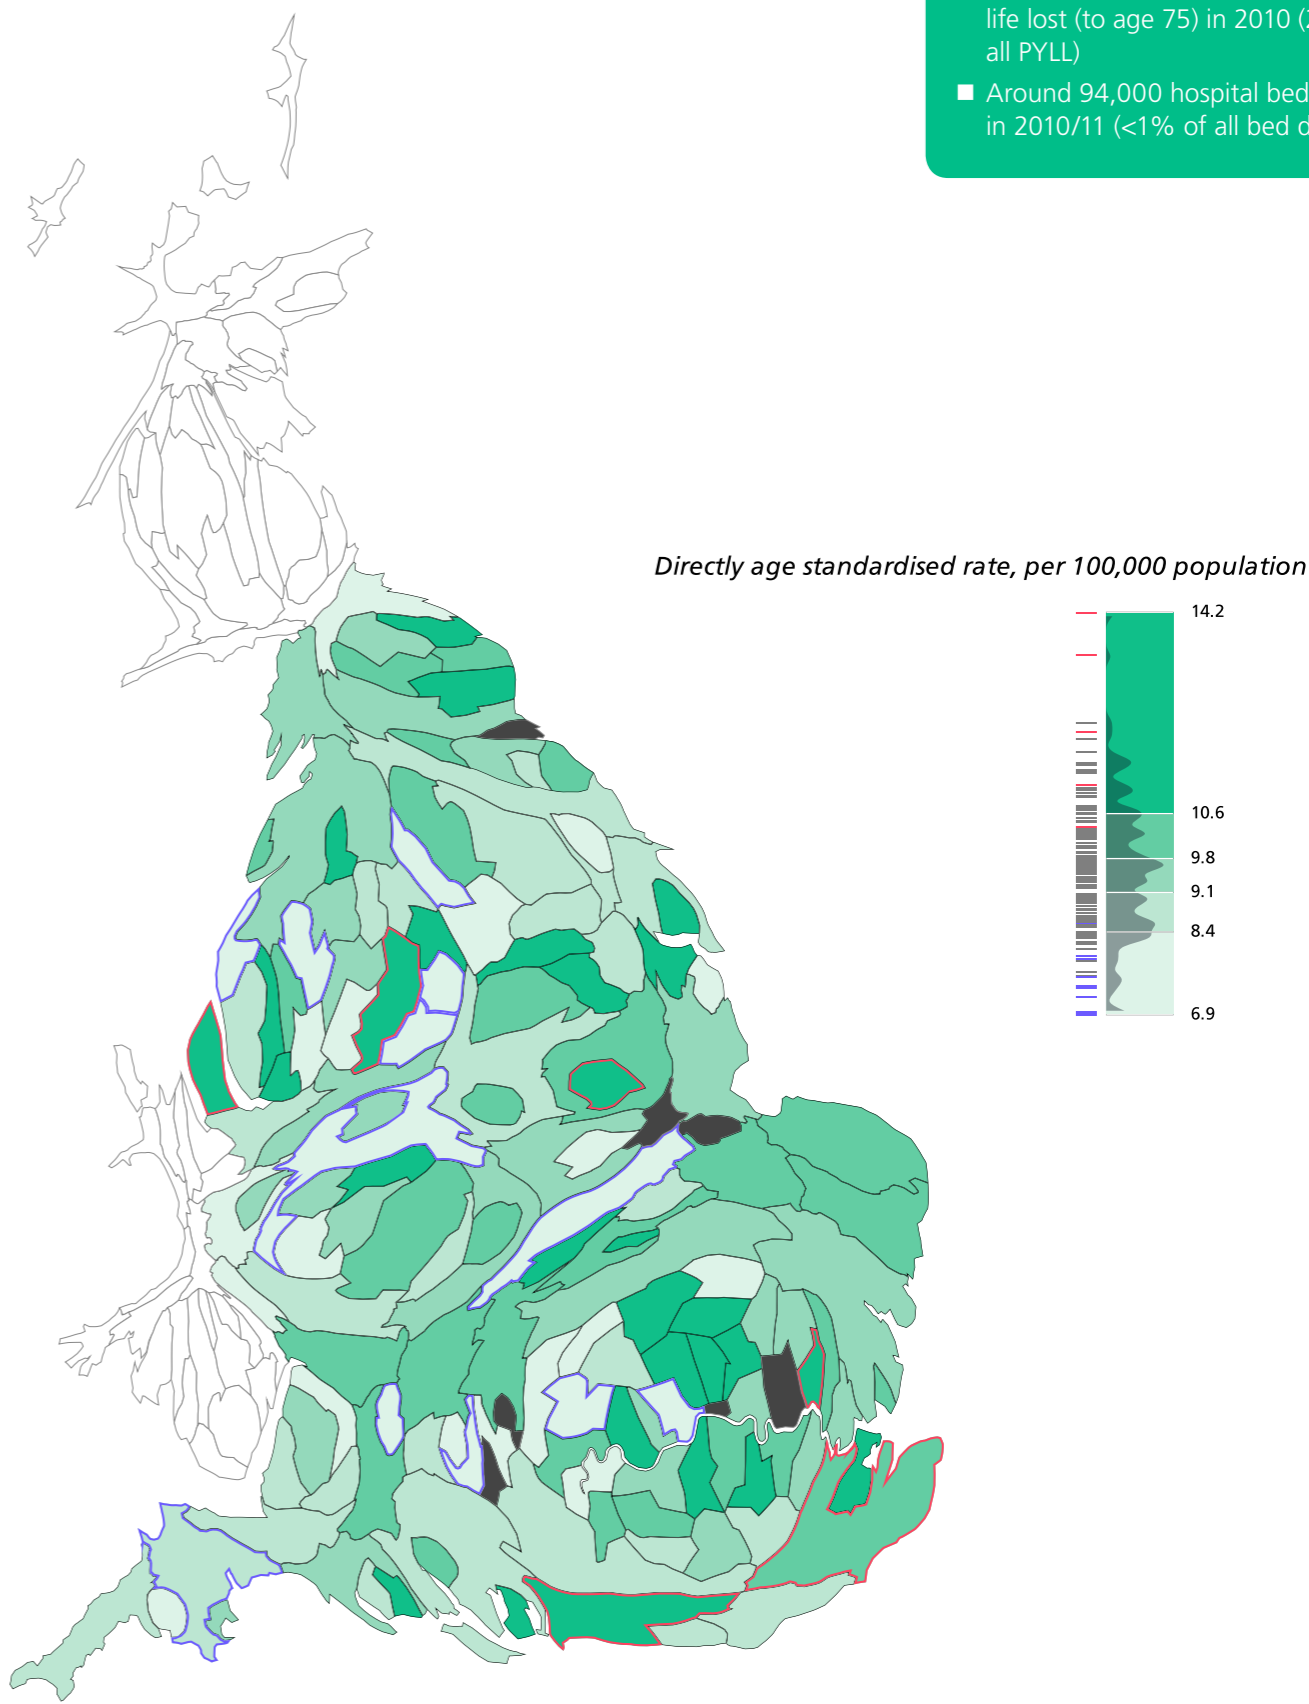 life lost (to age 75) in 2010 (
all PYLL)
Around 94,000 hospital bed
in 2010/11 (<1% of all bed
Directly age standardised rate, per 100,000 population
14.2
10.6
9.8
9.1
8.4
6.9